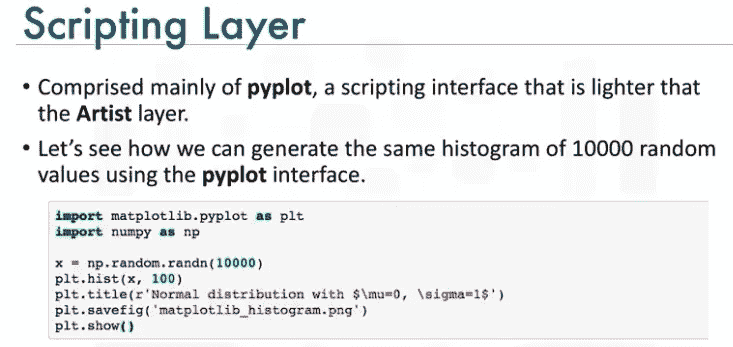 Scripting Layer
• Comprised mainly of pyplot, a scripting interface that is lighter that
the Artist layer.
• Let's see how we can generate the same histogram of 10000 random
values using the pyplot interface.
import matplotlib.pyplot as plt
import numpy as np
x = np.random.randn(10000)
plt.hist(x, 100)
plt.title(r'Normal distribution with $\mu=0, \sigma=1$')
plt.savefig('matplotlib_histogram.png')
plt.show()